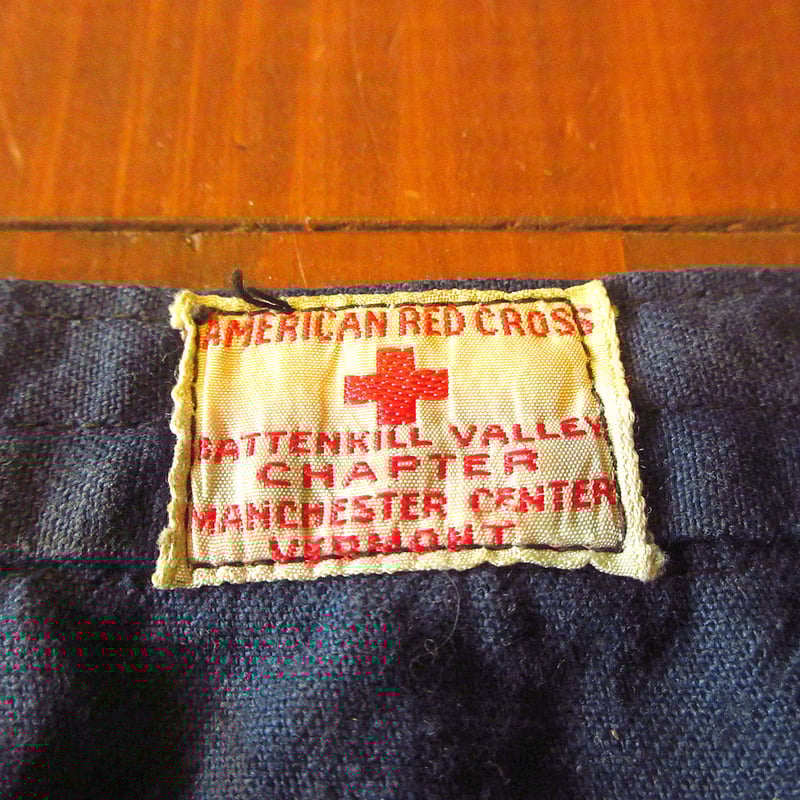 AMERICAN RED CROSS
BATTENKILL VALLEY
CHAPTER
MANCHESTER CENTER
VERMONT